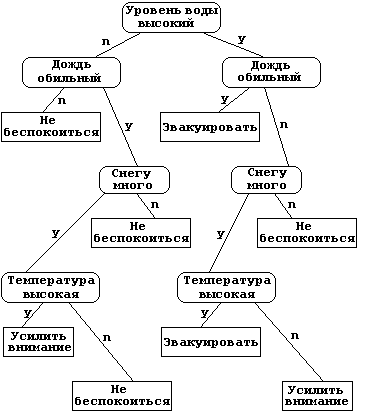 Уровень воды
высокий
n
y
Дождь
обильный
Дождь
обильный
n
y
y
n
Не
беспокоиться
Эвакуировать
Снегу
много
Снегу
много
y
n
y
n
Не
беспокоиться
Не
беспокоиться
Температура
высокая
Температура
высокая
y
n
y
n
Усилить
внимание
Эвакуировать
Не
беспокоиться
Усилить
внимание